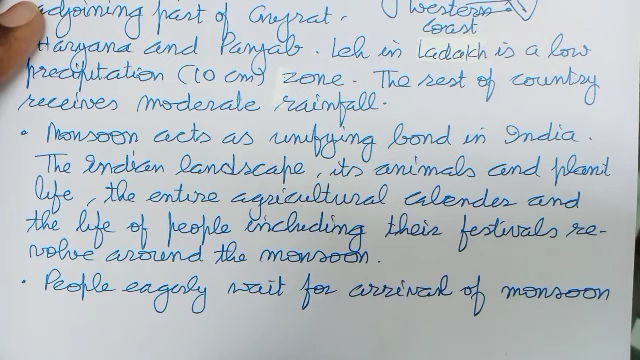 adjoining part of Gujrat.
Western
Coast
Haryana and Panjab. Leh in Ladakh is a low
precipitation (10 cm) zone. The rest of country
receives moderate rainfall.
• Monsoon acts as unifying bond in India.
The Indian landscape, its animals and plant
life, the entire agricultural calender and
the life of people including their festivals re-
volve around the monsoon.
• People eagerly wait for arrival of monsoon